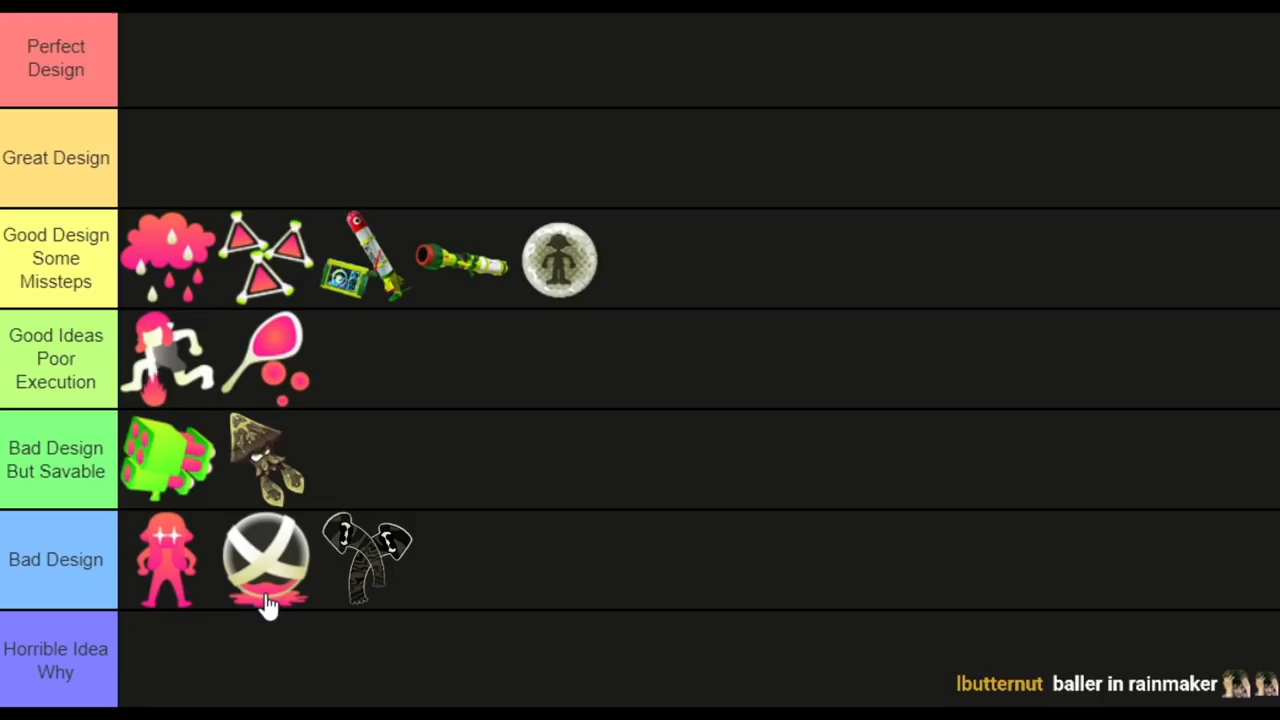 Perfect
Design
Great Design
Good Design
Some
Missteps
Good Ideas
Poor
Execution
Bad Design
But Savable
Bad Design
Horrible Idea
Why
lbutternut baller in rainmaker